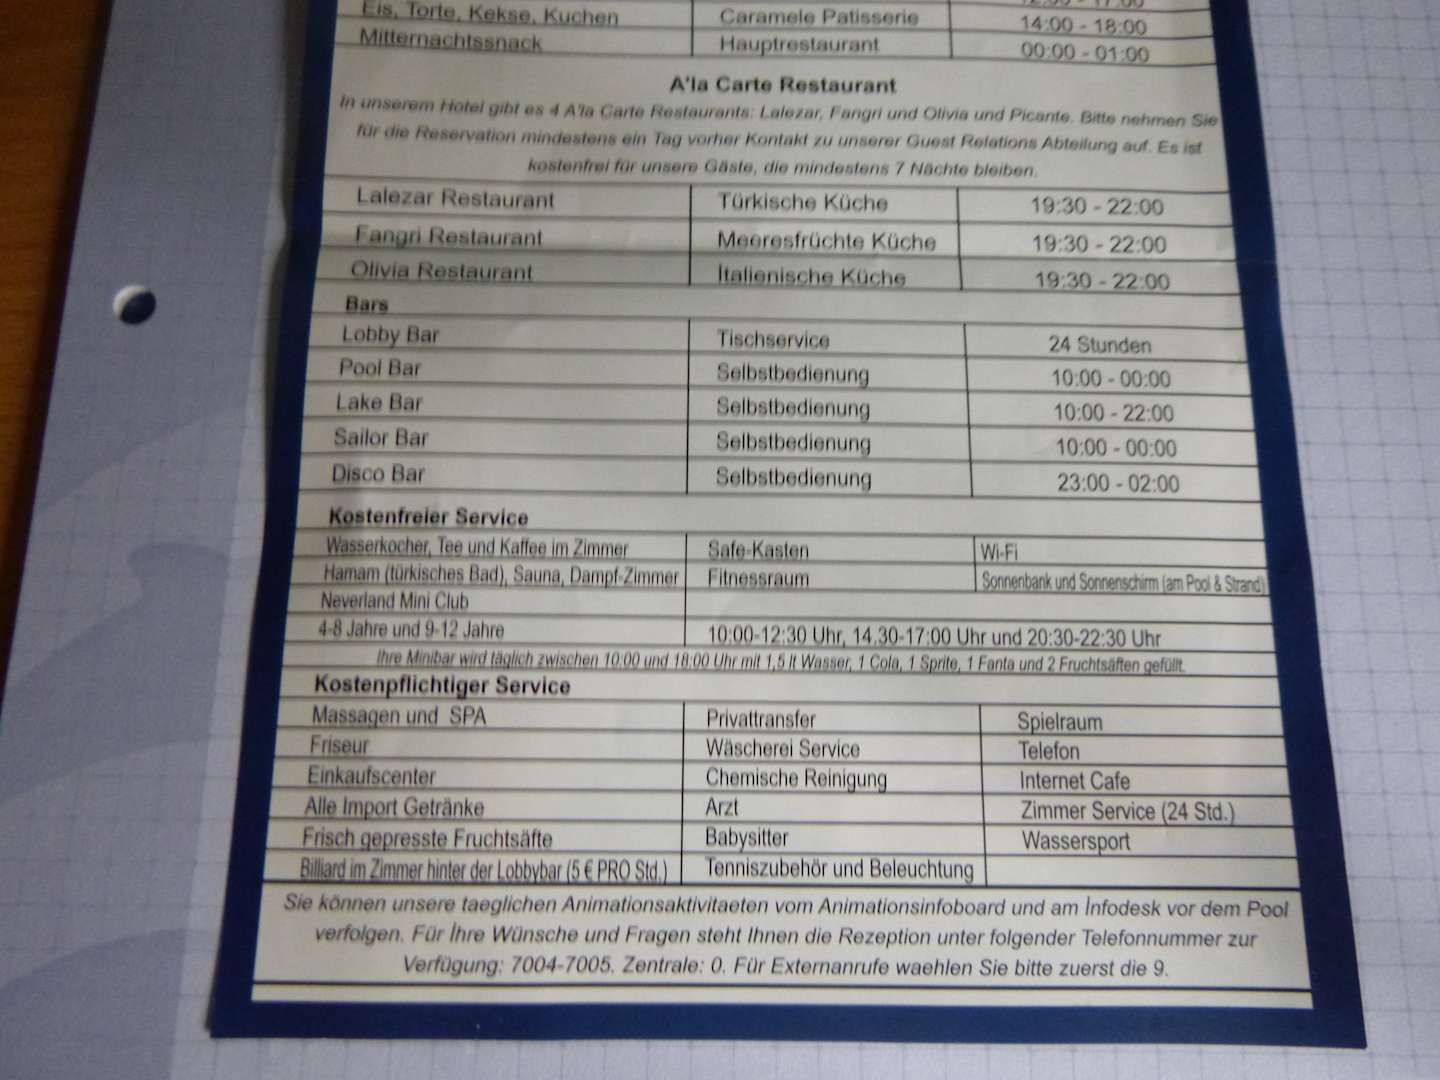 Eis, Torte, Kekse, Kuchen Caramele Patisserie 14:00 - 18:00
Mitternachtssnack Hauptrestaurant 00:00 - 01:00
A'la Carte Restaurant
In unserem Hotel gibt es 4 A'la Carte Restaurants: Lalezar, Fangri und Olivia und Picante. Bitte nehmen Sie
für die Reservation mindestens ein Tag vorher Kontakt zu unserer Guest Relations Abteilung auf. Es ist
kostenfrei für unsere Gäste, die mindestens 7 Nächte bleiben.
Lalezar Restaurant Türkische Küche 19:30 - 22:00
Fangri Restaurant Meeresfrüchte Küche 19:30 - 22:00
Olivia Restaurant İtalienische Küche 19:30 - 22:00
Bars
Lobby Bar Tischservice 24 Stunden
Pool Bar Selbstbedienung 10:00 - 00:00
Lake Bar Selbstbedienung 10:00 - 22:00
Sailor Bar Selbstbedienung 10:00 - 00:00
Disco Bar Selbstbedienung 23:00 - 02:00
Kostenfreier Service
Wasserkocher, Tee und Kaffee im Zimmer Safe-Kasten Wi-Fi
Hamam (türkisches Bad), Sauna, Dampf-Zimmer Fitnessraum Sonnenbank und Sonnenschirm (am Pool & Strand)
Neverland Mini Club
4-8 Jahre und 9-12 Jahre 10:00-12:30 Uhr, 14.30-17:00 Uhr und 20:30-22:30 Uhr
Ihre Minibar wird täglich zwischen 10:00 und 18:00 Uhr mit 1,5 lt Wasser, 1 Cola, 1 Sprite, 1 Fanta und 2 Fruchtsäften gefüllt.
Kostenpflichtiger Service
Massagen und SPA Privattransfer Spielraum
Friseur Wäscherei Service Telefon
Einkaufscenter Chemische Reinigung Internet Cafe
Alle İmport Getränke Arzt Zimmer Service (24 Std.)
Frisch gepresste Fruchtsäfte Babysitter Wassersport
Billiard im Zimmer hinter der Lobbybar (5 € PRO Std.) Tenniszubehör und Beleuchtung
Sie können unsere taeglichen Animationsaktivitaeten vom Animationsinfoboard und am İnfodesk vor dem Pool
verfolgen. Für İhre Wünsche und Fragen steht Ihnen die Rezeption unter folgender Telefonnummer zur
Verfügung: 7004-7005. Zentrale: 0. Für Externanrufe waehlen Sie bitte zuerst die 9.